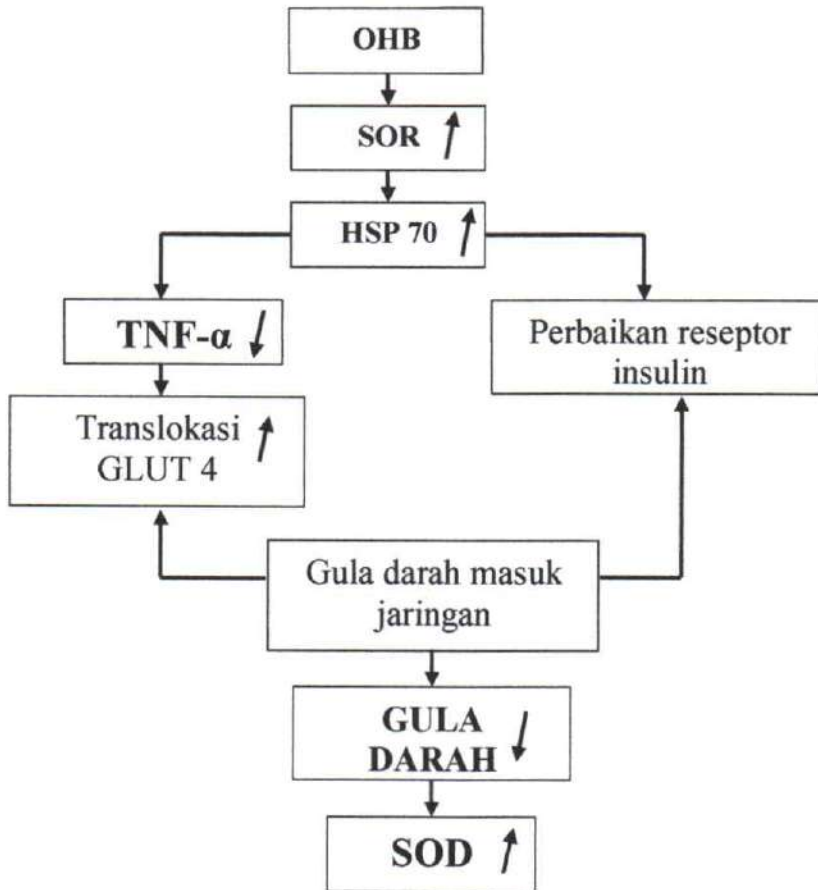 OHB
SOR
HSP 70
TNF-α
Perbaikan reseptor
insulin
Translokasi
GLUT 4
Gula darah masuk
jaringan
GULA
DARAH
SOD